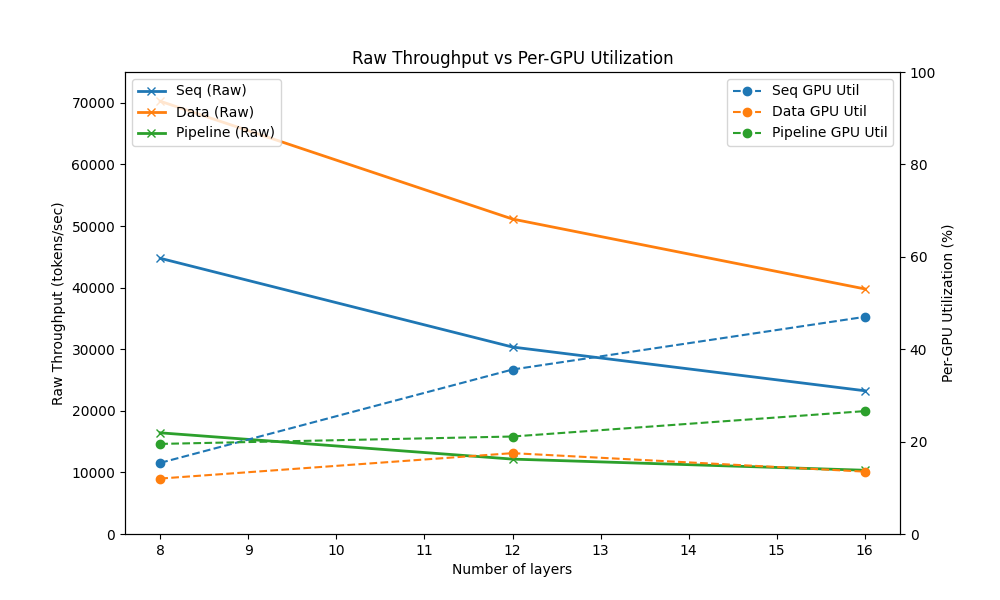 Raw Throughput vs Per-GPU Utilization
Seq (Raw)
Data (Raw)
Pipeline (Raw)
Seq GPU Util
Data GPU Util
Pipeline GPU Util
Raw Throughput (tokens/sec)
70000
60000
50000
40000
30000
20000
10000
0
Per-GPU Utilization (%)
100
80
60
40
20
0
8 9 10 11 12 13 14 15 16
Number of layers